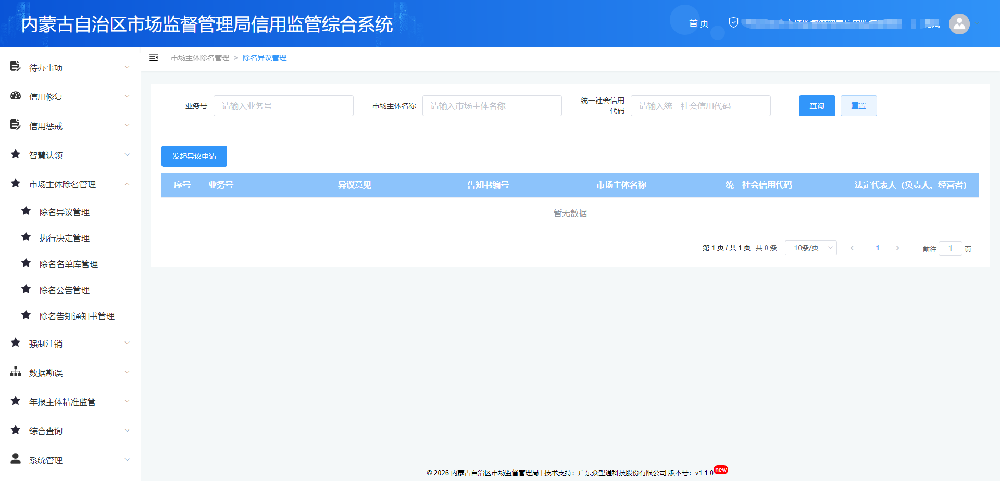 内蒙古自治区市场监督管理局信用监管综合系统
首页
待办事项
信用修复
信用惩戒
智慧认领
市场主体除名管理
除名异议管理
执行决定管理
除名名单库管理
除名公告管理
除名告知通知书管理
强制注销
数据勘误
年报主体精准监管
综合查询
系统管理
市场主体除名管理 > 除名异议管理
业务号 请输入业务号 市场主体名称 请输入市场主体名称 统一社会信用代码 请输入统一社会信用代码 查询 重置
发起异议申请
序号 业务号 异议意见 告知书编号 市场主体名称 统一社会信用代码 法定代表人（负责人、经营者）
暂无数据
第 1 页 / 共 1 页 共 0 条 10条/页 1 前往 1 页
© 2026 内蒙古自治区市场监督管理局 | 技术支持：广东众望通科技股份有限公司 版本号：v1.1.0 new